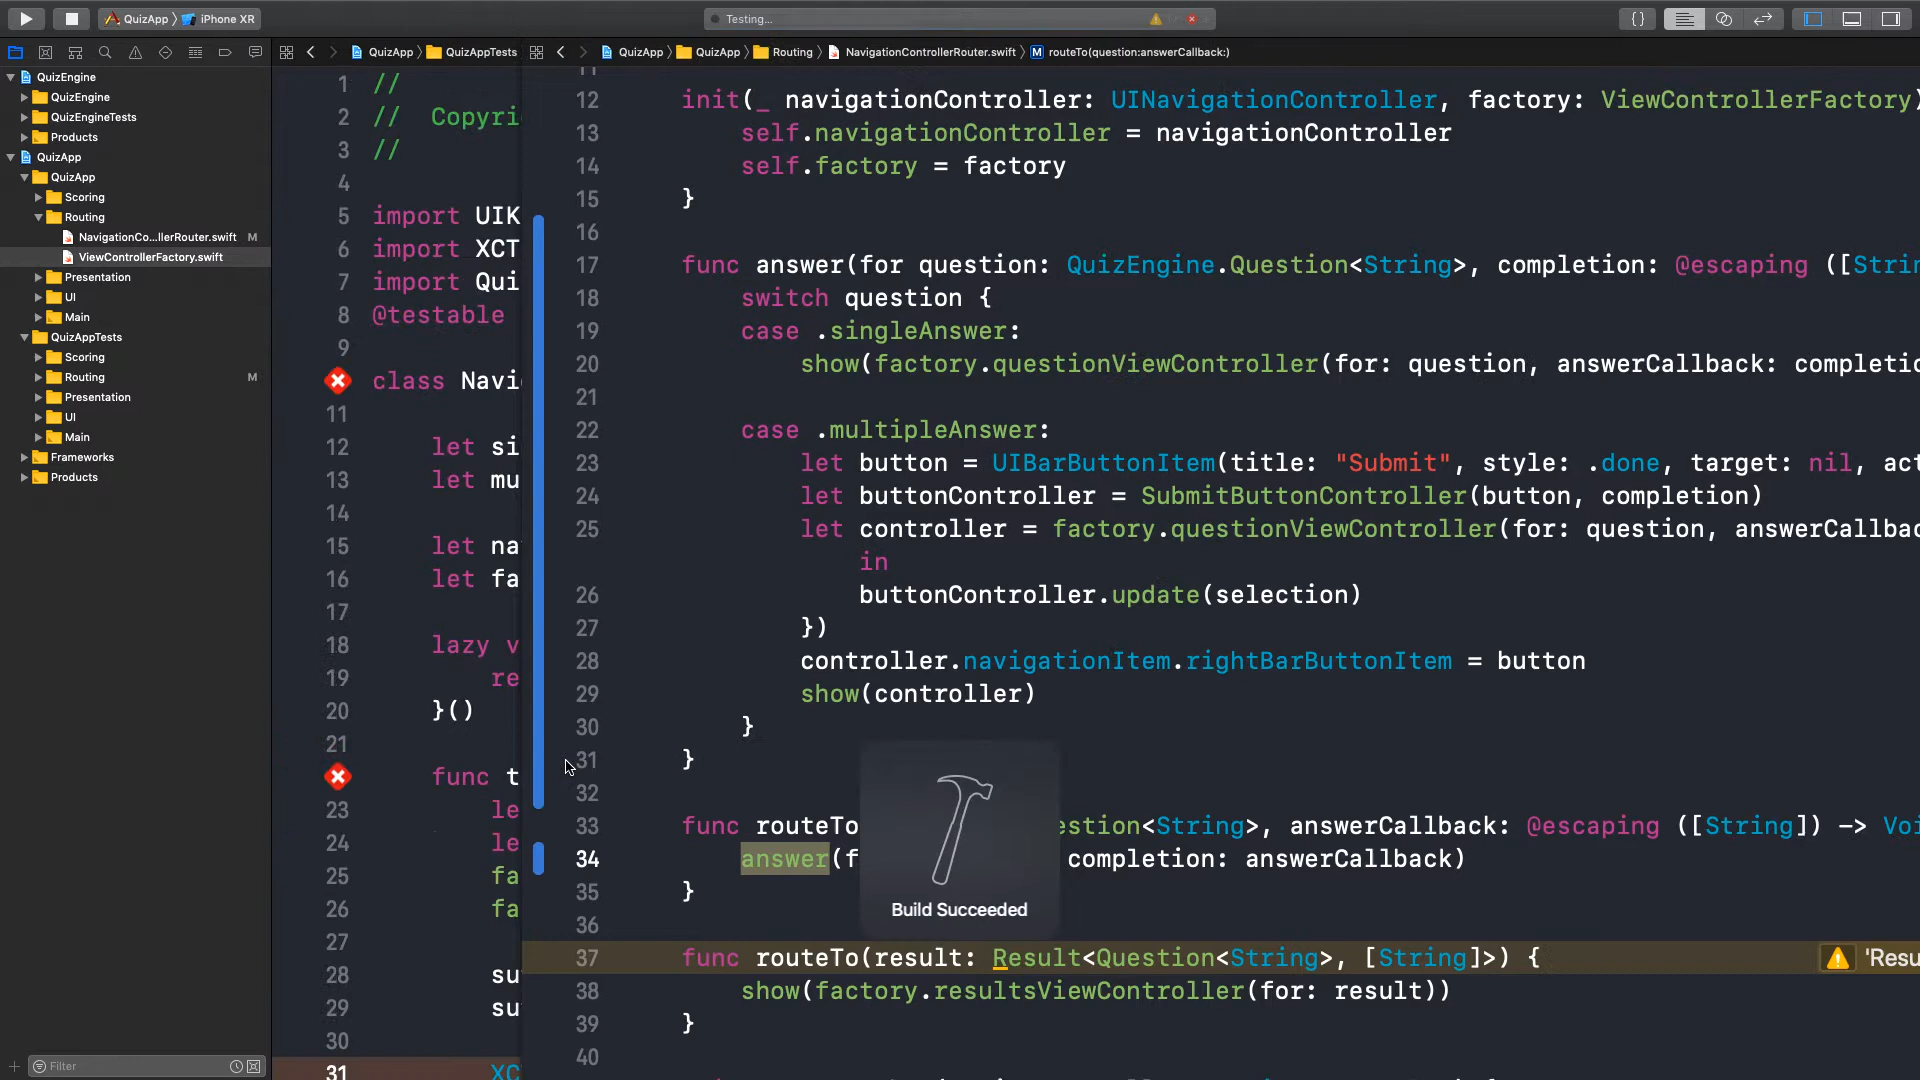 QuizApp
iPhone XR
Testing...
QuizApp
QuizAppTests
QuizApp
QuizApp
Routing
NavigationControllerRouter.swift
M
routeTo(question:answerCallback:)
QuizEngine
QuizEngine
QuizEngineTests
Products
QuizApp
QuizApp
Scoring
Routing
NavigationCo...llerRouter.swift M
ViewControllerFactory.swift
Presentation
UI
Main
QuizAppTests
Scoring
Routing M
Presentation
UI
Main
Frameworks
Products
Filter
1 //
2 // Copyri
3 //
4
5 import UIK
6 import XCT
7 import Qui
8 @testable
9
class Navi
11
12 let si
13 let mu
14
15 let na
16 let fa
17
18 lazy v
19 re
20 }()
21
func t
23 le
24 le
25 fa
26 fa
27
28 su
29 su
30
31 XC
11
12 init(_ navigationController: UINavigationController, factory: ViewControllerFactory)
13 self.navigationController = navigationController
14 self.factory = factory
15 }
16
17 func answer(for question: QuizEngine.Question<String>, completion: @escaping ([Strin
18 switch question {
19 case .singleAnswer:
20 show(factory.questionViewController(for: question, answerCallback: completio
21
22 case .multipleAnswer:
23 let button = UIBarButtonItem(title: "Submit", style: .done, target: nil, act
24 let buttonController = SubmitButtonController(button, completion)
25 let controller = factory.questionViewController(for: question, answerCallbac
in
26 buttonController.update(selection)
27 })
28 controller.navigationItem.rightBarButtonItem = button
29 show(controller)
30 }
31 }
32
33 func routeTo estion<String>, answerCallback: @escaping ([String]) -> Voi
34 answer(f completion: answerCallback)
35 }
36
37 func routeTo(result: Result<Question<String>, [String]>) { 'Resu
38 show(factory.resultsViewController(for: result))
39 }
40
Build Succeeded